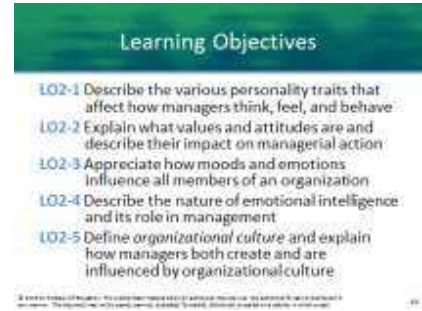 Learning Objectives
LO2-1 Describe the various personality traits that
affect how managers think, feel, and behave
LO2-2 Explain what values and attitudes are and
describe their impact on managerial action
LO2-3 Appreciate how moods and emotions
influence all members of an organization
LO2-4 Describe the nature of emotional intelligence
and its role in management
LO2-5 Define organizational culture and explain
how managers both create and are
influenced by organizational culture